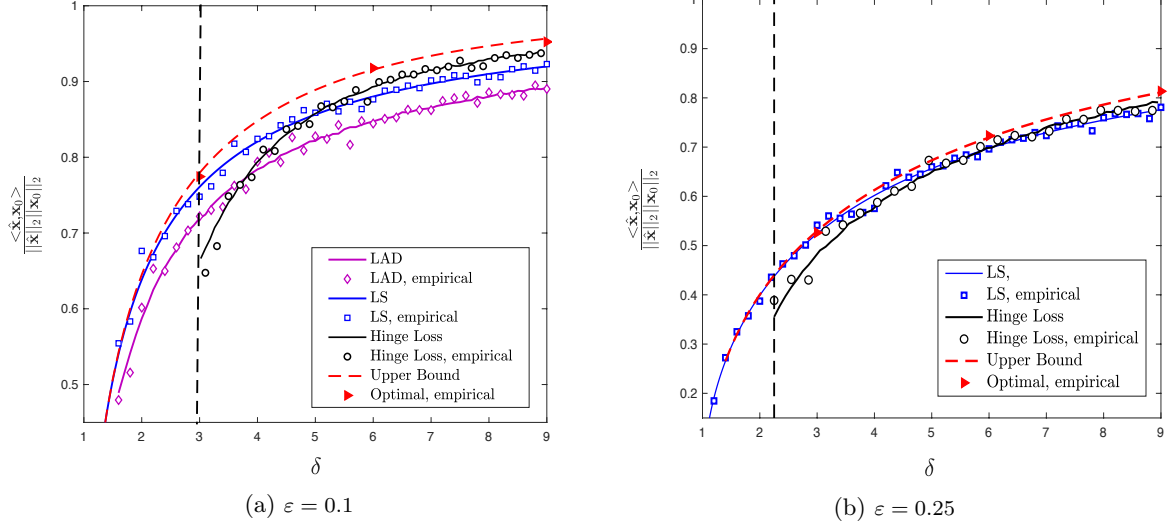 <x̂,x₀>
||x̂||₂||x₀||₂
1
0.9
0.8
0.7
0.6
0.5
1 2 3 4 5 6 7 8 9
δ
LAD
LAD, empirical
LS
LS, empirical
Hinge Loss
Hinge Loss, empirical
Upper Bound
Optimal, empirical
(a) ε = 0.1
<x̂,x₀>
||x̂||₂||x₀||₂
0.9
0.8
0.7
0.6
0.5
0.4
0.3
0.2
1 2 3 4 5 6 7 8 9
δ
LS,
LS, empirical
Hinge Loss
Hinge Loss, empirical
Upper Bound
Optimal, empirical
(b) ε = 0.25